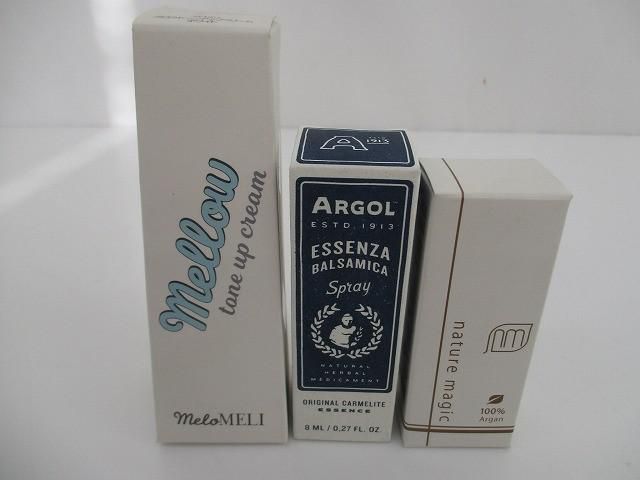 Mellow
tone up cream
meloMELI
A
1913
ARGOL
ESTD. 1913
ESSENZA
BALSAMICA
Spray
NATURAL
HERBAL
MEDICAMENT
ORIGINAL CARMELITE
ESSENCE
8 ML / 0,27 FL. OZ.
nature magic
100%
Argan